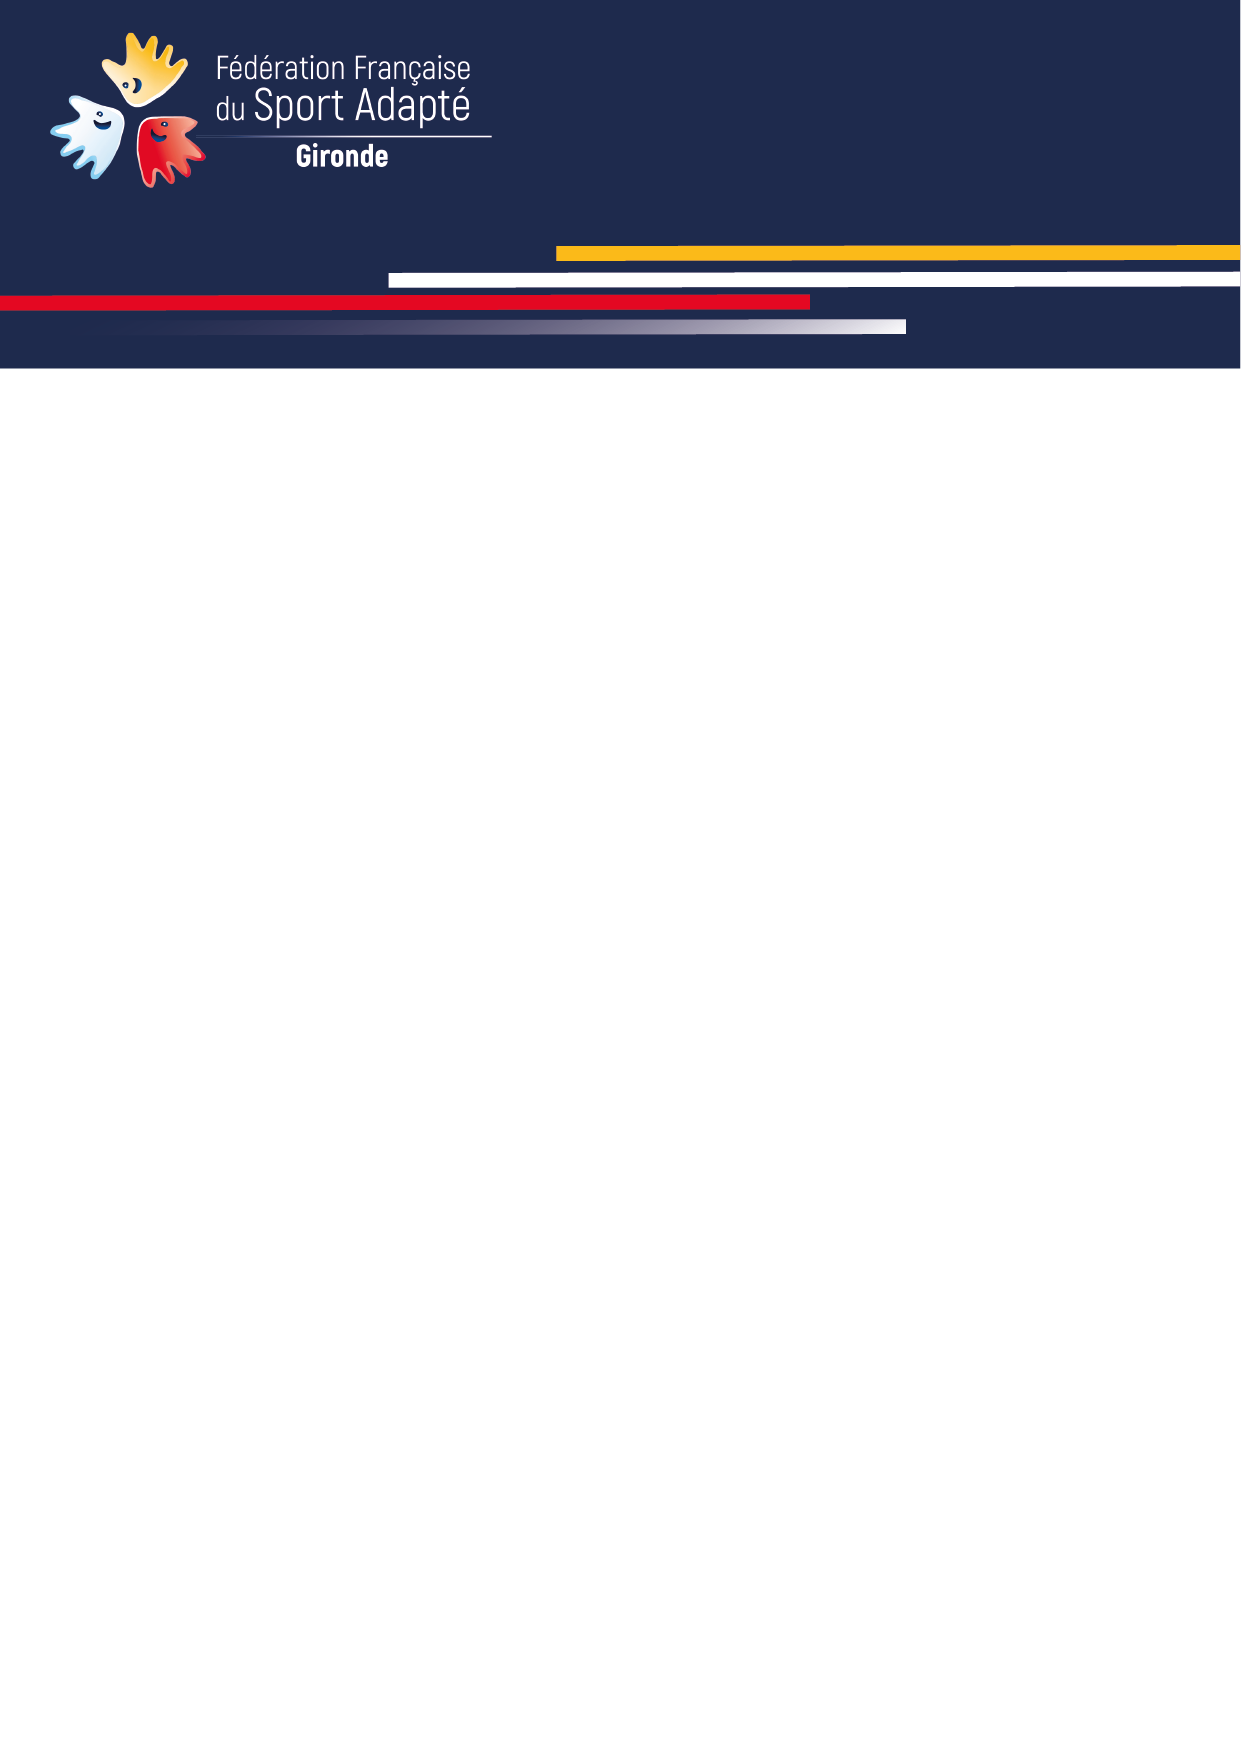 Fédération Française
du Sport Adapté
Gironde